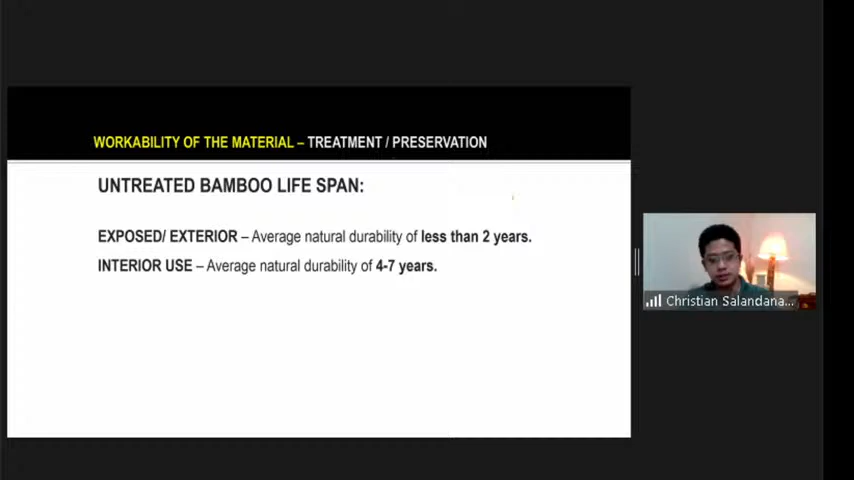 WORKABILITY OF THE MATERIAL – TREATMENT / PRESERVATION
UNTREATED BAMBOO LIFE SPAN:
EXPOSED/ EXTERIOR – Average natural durability of less than 2 years.
INTERIOR USE – Average natural durability of 4-7 years.
Christian Salandana...